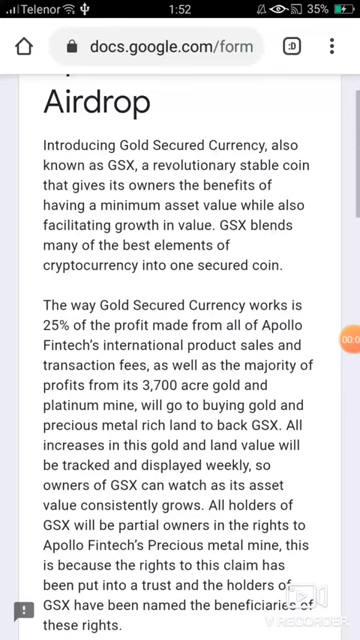 Telenor 1:52 35%
docs.google.com/form :D
Airdrop
Introducing Gold Secured Currency, also
known as GSX, a revolutionary stable coin
that gives its owners the benefits of
having a minimum asset value while also
facilitating growth in value. GSX blends
many of the best elements of
cryptocurrency into one secured coin.
The way Gold Secured Currency works is
25% of the profit made from all of Apollo
Fintech's international product sales and
transaction fees, as well as the majority of
profits from its 3,700 acre gold and
platinum mine, will go to buying gold and
precious metal rich land to back GSX. All
increases in this gold and land value will
be tracked and displayed weekly, so
owners of GSX can watch as its asset
value consistently grows. All holders of
GSX will be partial owners in the rights to
Apollo Fintech's Precious metal mine, this
is because the rights to this claim has
been put into a trust and the holders of
GSX have been named the beneficiaries of
these rights.
V RECORDER